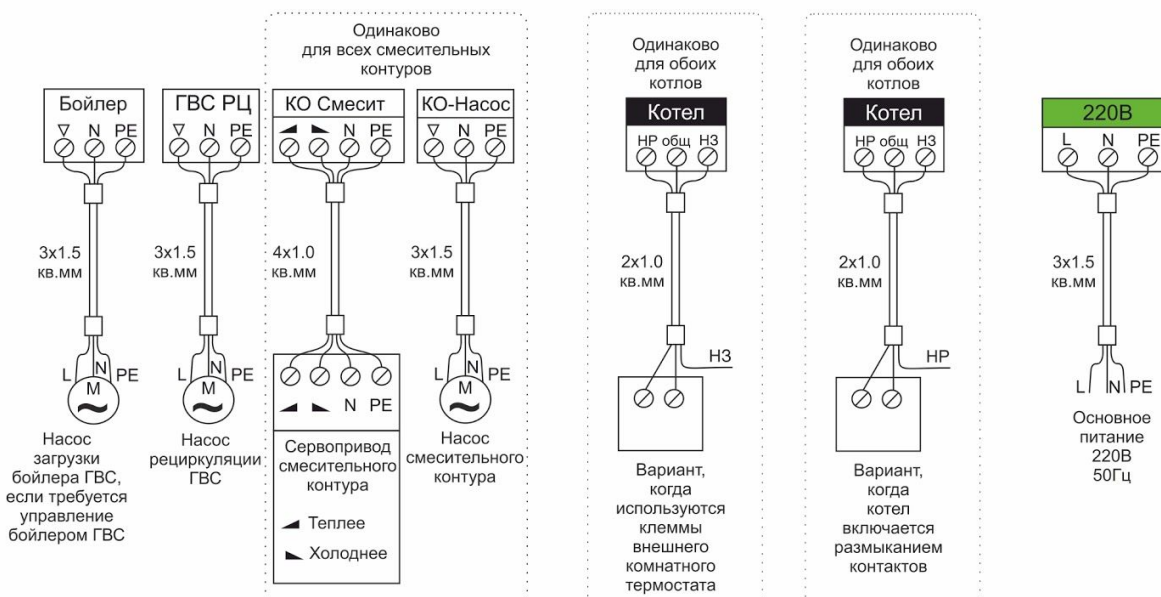 Одинаково
для всех смесительных
контуров
Одинаково
для обоих
котлов
Одинаково
для обоих
котлов
Бойлер
▽ N PE
ГВС РЦ
▽ N PE
КО Смесит
◢ ◣ N PE
КО-Насос
▽ N PE
Котел
НР общ НЗ
Котел
НР общ НЗ
220В
L N PE
3x1.5
кв.мм
3x1.5
кв.мм
4x1.0
кв.мм
3x1.5
кв.мм
2x1.0
кв.мм
2x1.0
кв.мм
3x1.5
кв.мм
L N PE
M
L N PE
M
◢ ◣ N PE
L N PE
M
НЗ
НР
L N PE
Насос
загрузки
бойлера ГВС,
если требуется
управление
бойлером ГВС
Насос
рециркуляции
ГВС
Сервопривод
смесительного
контура
◢ Теплее
◣ Холоднее
Насос
смесительного
контура
Вариант,
когда
используются
клеммы
внешнего
комнатного
термостата
Вариант,
когда
котел
включается
размыканием
контактов
Основное
питание
220В
50Гц